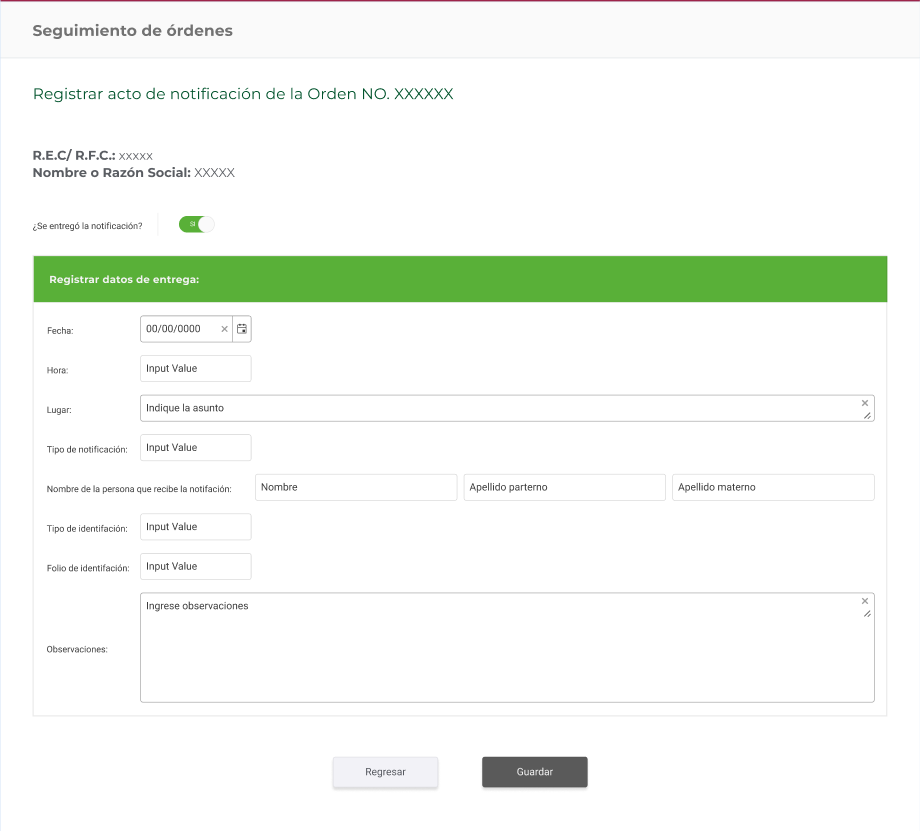 Seguimiento de órdenes
Registrar acto de notificación de la Orden NO. XXXXXX
R.E.C/ R.F.C.: XXXXX
Nombre o Razón Social: XXXXX
¿Se entregó la notificación? SI
Registrar datos de entrega:
Fecha: 00/00/0000
Hora: Input Value
Lugar: Indique la asunto
Tipo de notificación: Input Value
Nombre de la persona que recibe la notifación: Nombre Apellido parterno Apellido materno
Tipo de identifación: Input Value
Folio de identifación: Input Value
Ingrese observaciones
Observaciones:
Regresar Guardar